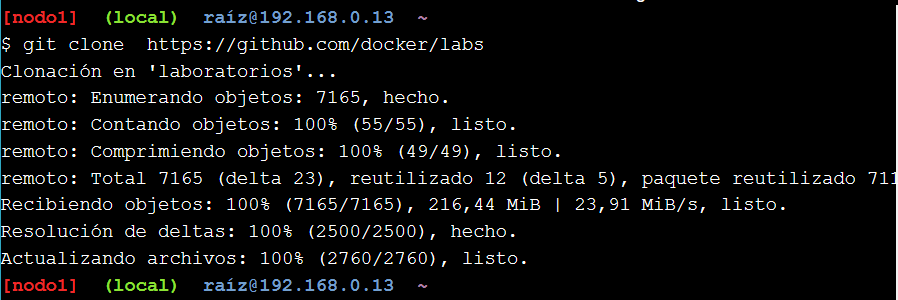 [nodo1] (local) raíz@192.168.0.13 ~
$ git clone https://github.com/docker/labs
Clonación en 'laboratorios'...
remoto: Enumerando objetos: 7165, hecho.
remoto: Contando objetos: 100% (55/55), listo.
remoto: Comprimiendo objetos: 100% (49/49), listo.
remoto: Total 7165 (delta 23), reutilizado 12 (delta 5), paquete reutilizado 711
Recibiendo objetos: 100% (7165/7165), 216,44 MiB | 23,91 MiB/s, listo.
Resolución de deltas: 100% (2500/2500), hecho.
Actualizando archivos: 100% (2760/2760), listo.
[nodo1] (local) raíz@192.168.0.13 ~